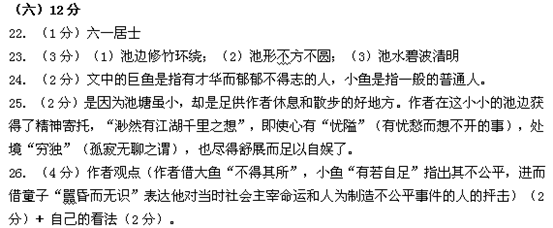 （六）12分
22. （1分）六一居士
23. （3分）（1）池边修竹环绕；（2）池形不方不圆；（3）池水碧波清明
24. （2分）文中的巨鱼是指有才华而郁郁不得志的人，小鱼是指一般的普通人。
25. （2分）是因为池塘虽小，却是足供作者休息和散步的好地方。作者在这小小的池边获
得了精神寄托，“渺然有江湖千里之想”，即使心有“忧隘”（有忧愁而想不开的事），处
境“穷独”（孤寂无聊之谓），也尽得舒展而足以自娱了。
26. （4分）作者观点（作者借大鱼“不得其所”，小鱼“有若自足”指出其不公平，进而
借童子“嚚昏而无识”表达他对当时社会主宰命运和人为制造不公平事件的人的抨击）（2
分）+ 自己的看法（2分）。